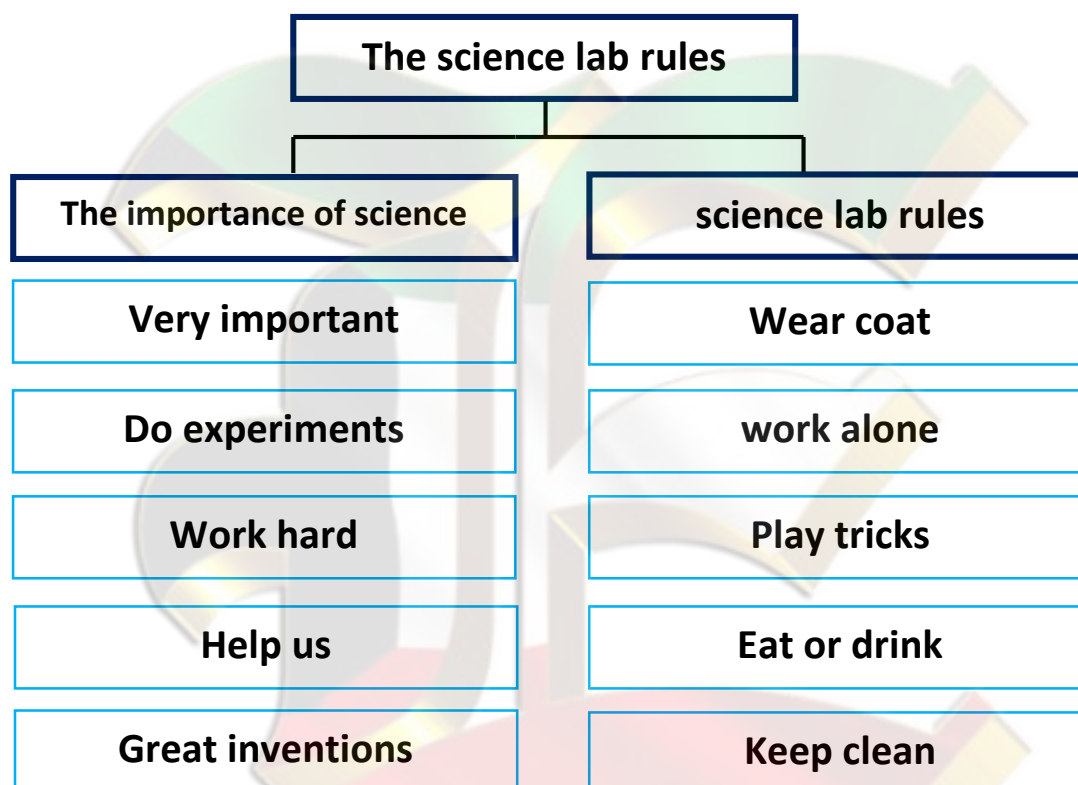 The science lab rules
The importance of science
Very important
Do experiments
Work hard
Help us
Great inventions
science lab rules
Wear coat
work alone
Play tricks
Eat or drink
Keep clean